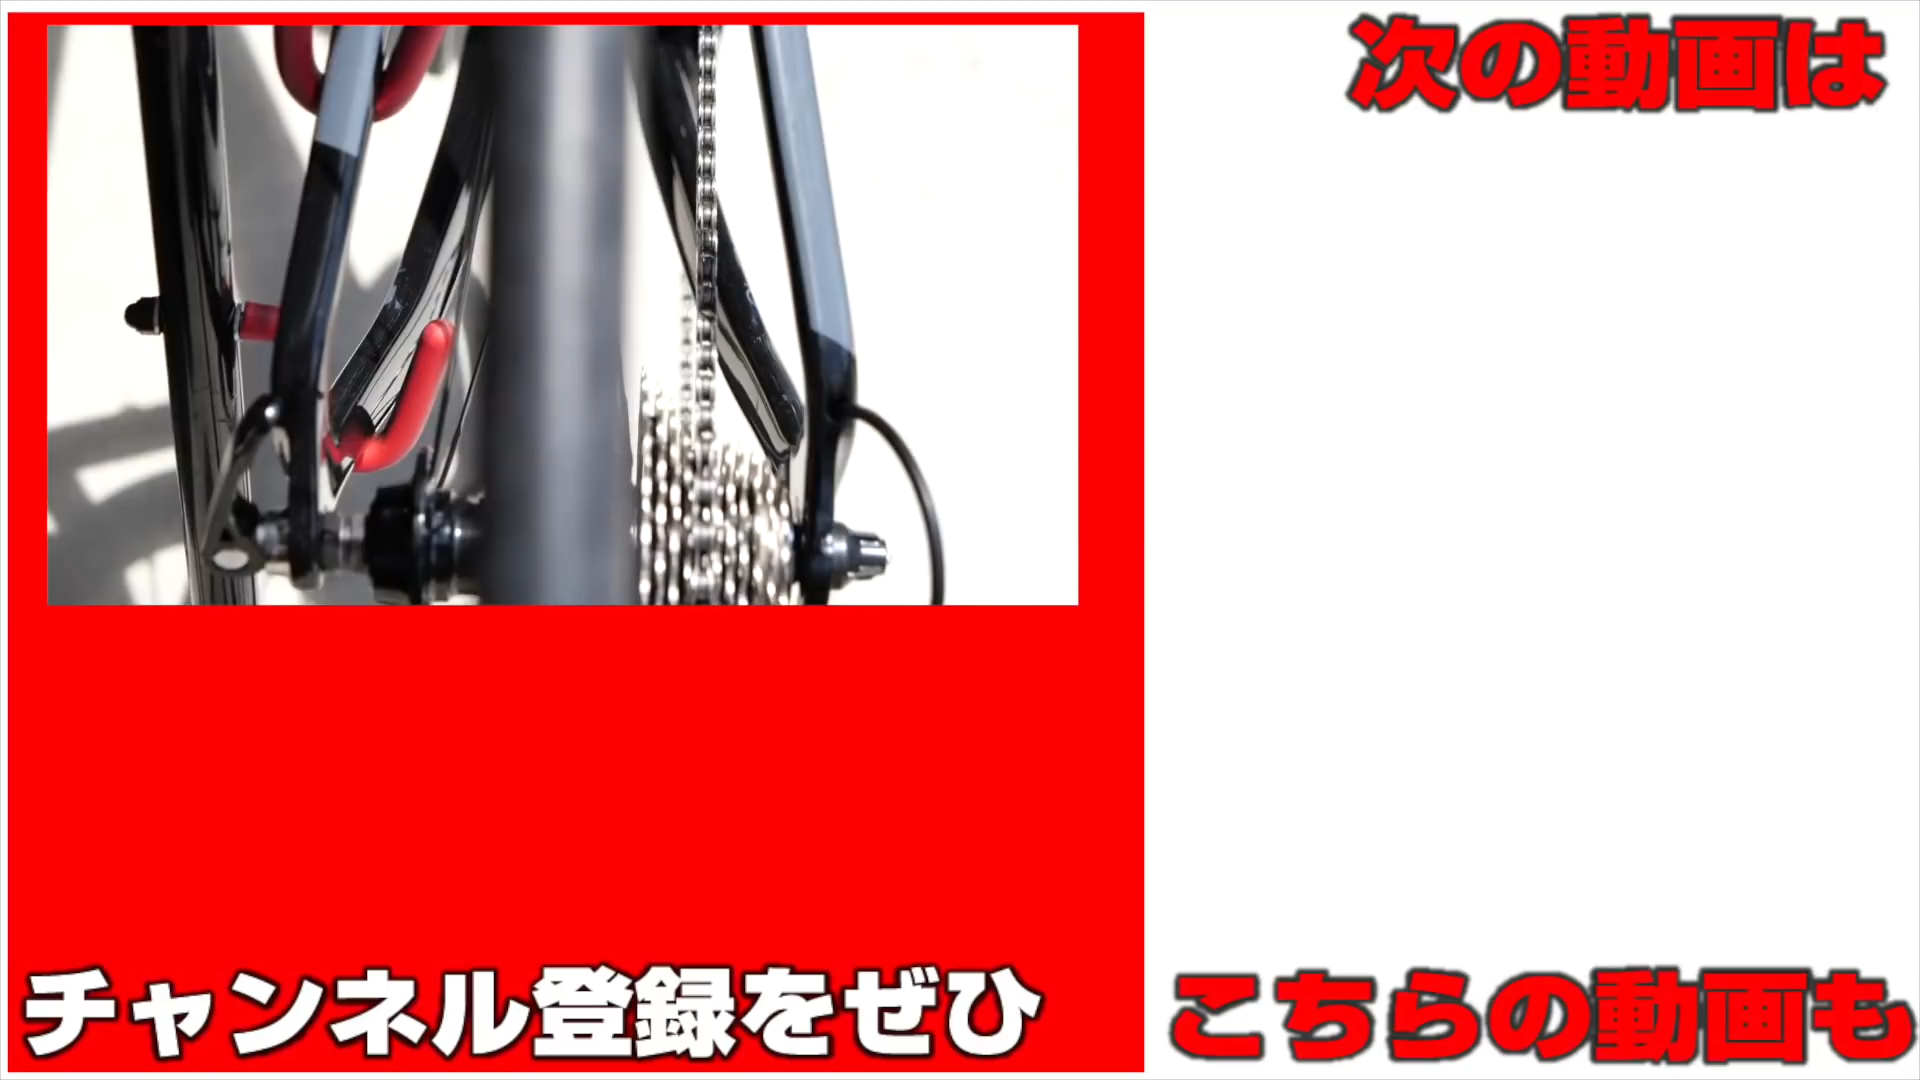 次の動画は
チャンネル登録をぜひ
こちらの動画も